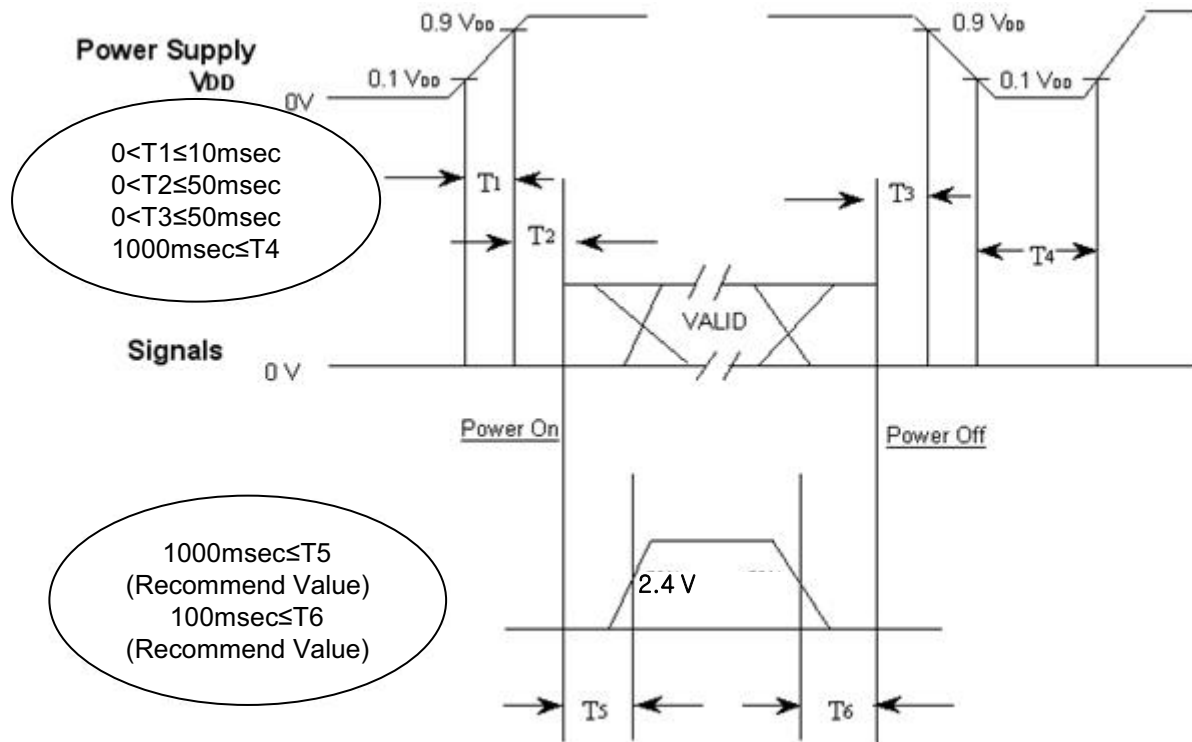 0.9 VDD
0.9 VDD
Power Supply
VDD
0.1 VDD
0.1 VDD
0V
0<T1≤10msec
0<T2≤50msec
0<T3≤50msec
1000msec≤T4
T1
T3
T2
T4
VALID
Signals
0 V
Power On
Power Off
1000msec≤T5
(Recommend Value)
100msec≤T6
(Recommend Value)
2.4 V
T5
T6